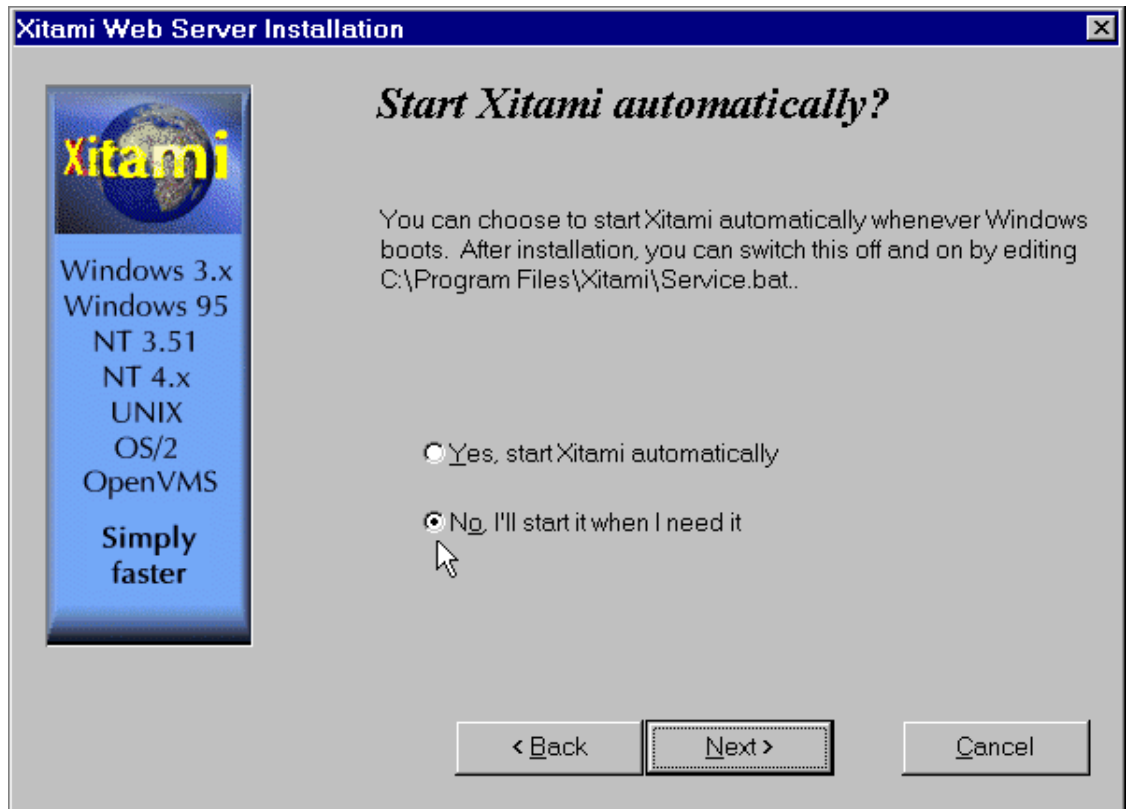 Xitami Web Server Installation
Start Xitami automatically?
Xitami
Windows 3.x
Windows 95
NT 3.51
NT 4.x
UNIX
OS/2
OpenVMS
Simply
faster
You can choose to start Xitami automatically whenever Windows
boots. After installation, you can switch this off and on by editing
C:\Program Files\Xitami\Service.bat..
Yes, start Xitami automatically
No, I'll start it when I need it
< Back
Next >
Cancel